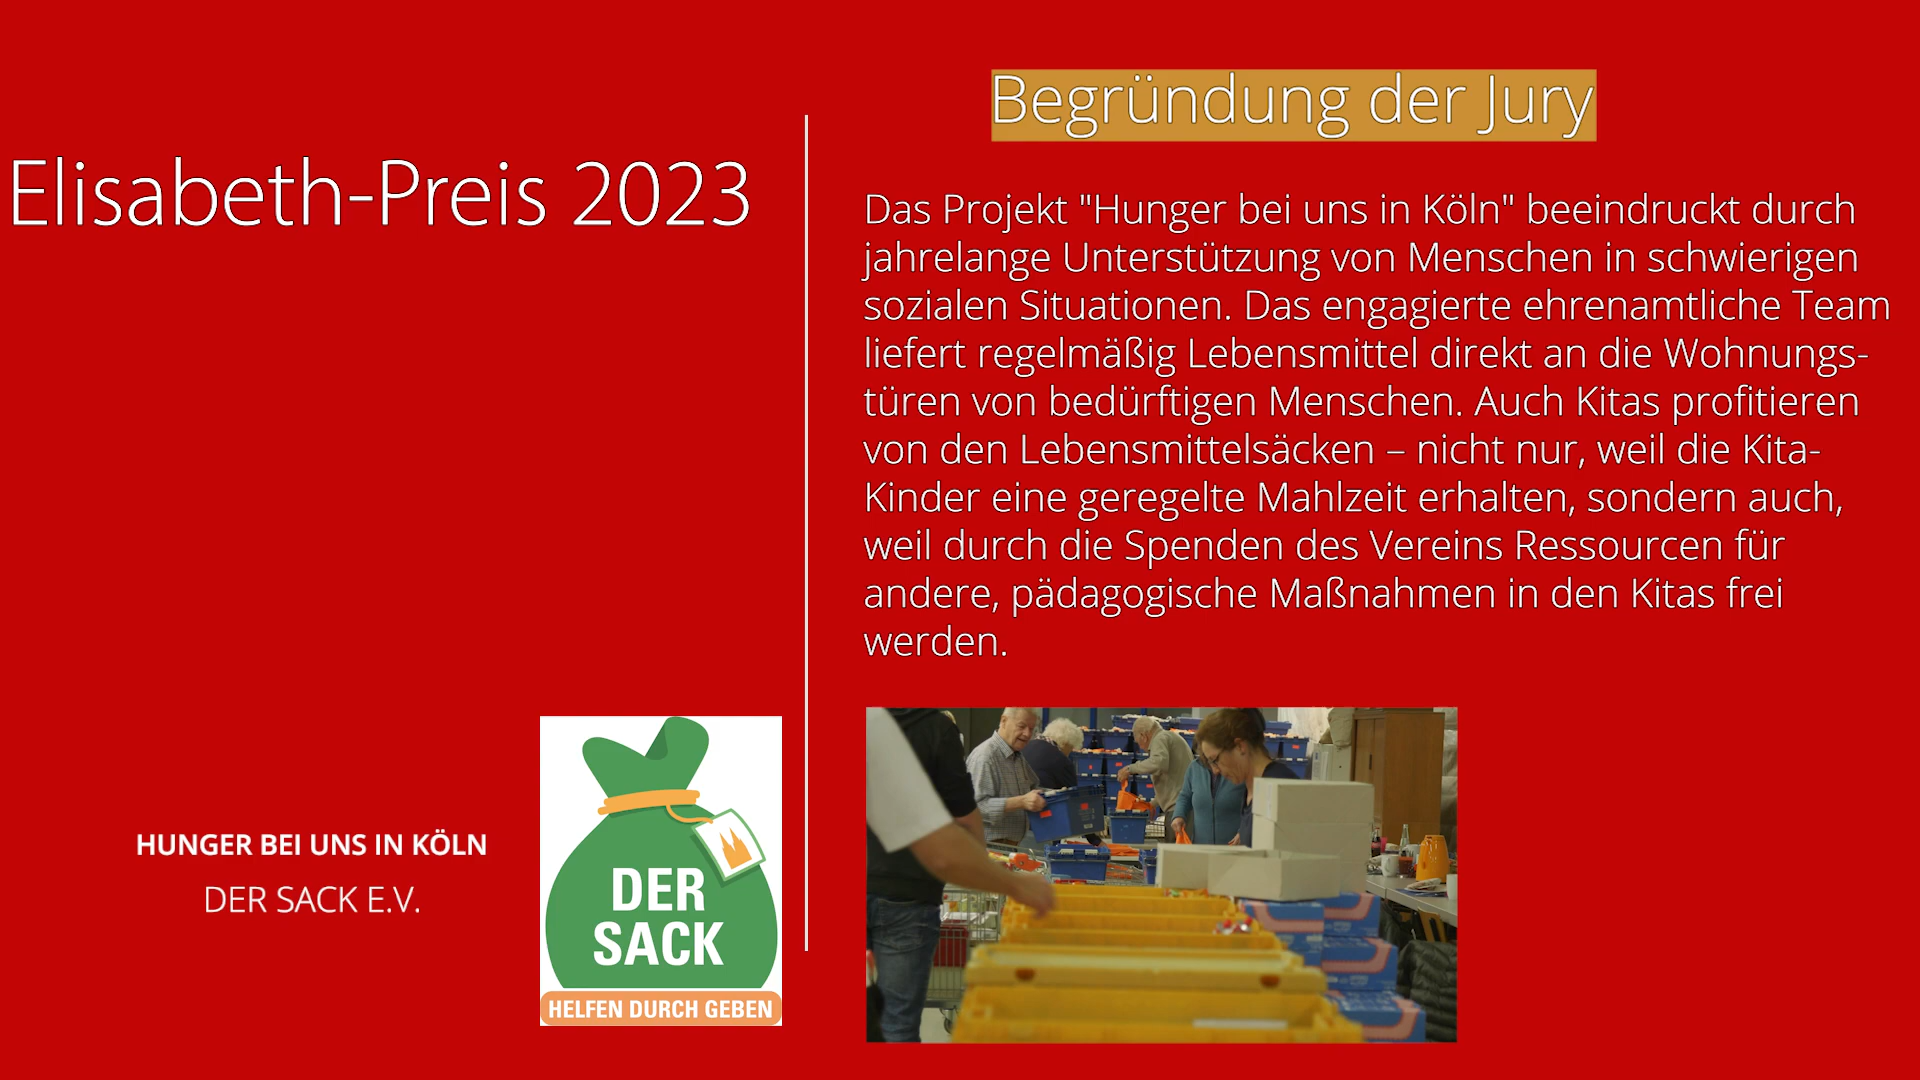 Elisabeth-Preis 2023
HUNGER BEI UNS IN KÖLN
DER SACK E.V.
DER
SACK
HELFEN DURCH GEBEN
Begründung der Jury
Das Projekt "Hunger bei uns in Köln" beeindruckt durch
jahrelange Unterstützung von Menschen in schwierigen
sozialen Situationen. Das engagierte ehrenamtliche Team
liefert regelmäßig Lebensmittel direkt an die Wohnungs-
türen von bedürftigen Menschen. Auch Kitas profitieren
von den Lebensmittelsäcken – nicht nur, weil die Kita-
Kinder eine geregelte Mahlzeit erhalten, sondern auch,
weil durch die Spenden des Vereins Ressourcen für
andere, pädagogische Maßnahmen in den Kitas frei
werden.